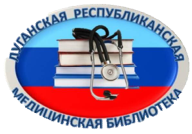 ЛУГАНСКАЯ РЕСПУБЛИКАНСКАЯ
МЕДИЦИНСКАЯ БИБЛИОТЕКА